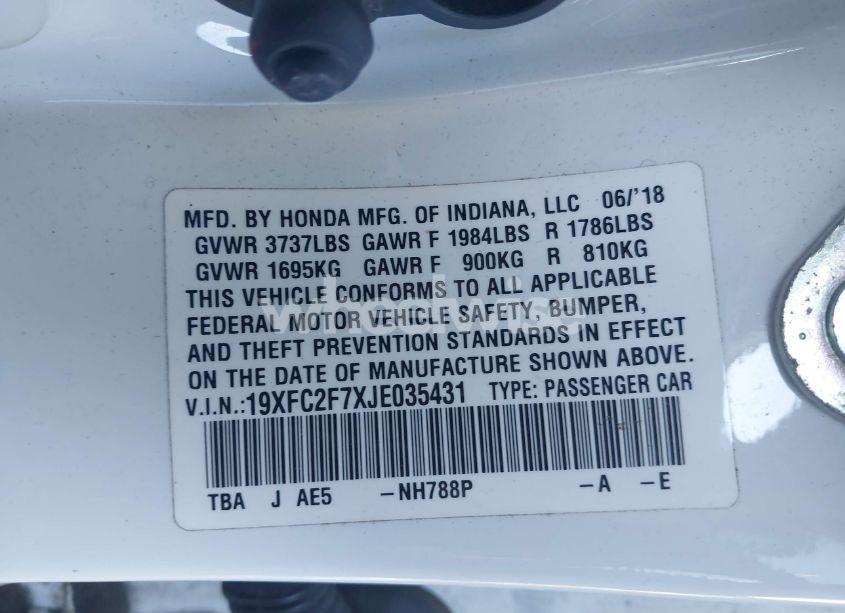 MFD. BY HONDA MFG. OF INDIANA, LLC 06/'18
GVWR 3737LBS GAWR F 1984LBS R 1786LBS
GVWR 1695KG GAWR F 900KG R 810KG
THIS VEHICLE CONFORMS TO ALL APPLICABLE
FEDERAL MOTOR VEHICLE SAFETY, BUMPER,
AND THEFT PREVENTION STANDARDS IN EFFECT
ON THE DATE OF MANUFACTURE SHOWN ABOVE.
V.I.N.:19XFC2F7XJE035431 TYPE: PASSENGER CAR
TBA J AE5 -NH788P -A -E
wheelwise